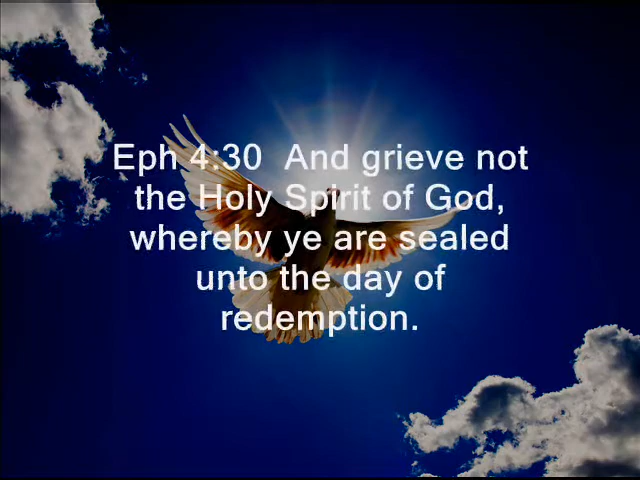 Eph 4:30  And grieve not
the Holy Spirit of God,
whereby ye are sealed
unto the day of
redemption.